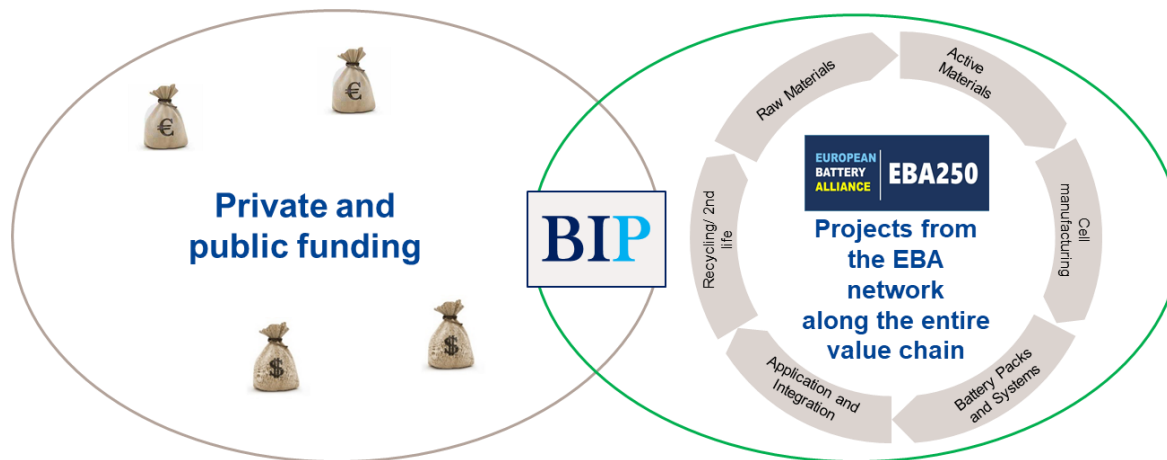 €
€
Private and
public funding
$
$
BIP
Raw Materials
Active
Materials
Cell
manufacturing
Battery Packs
and Systems
Application and
Integration
Recycling/ 2nd
life
EUROPEAN
BATTERY
ALLIANCE
EBA250
Projects from
the EBA
network
along the entire
value chain